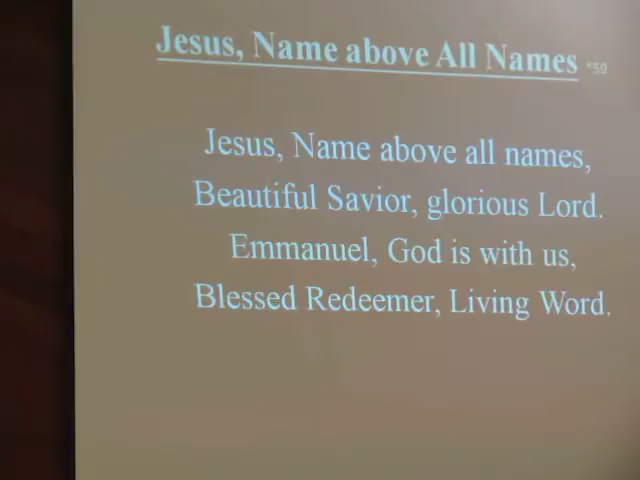 Jesus, Name above All Names *59
Jesus, Name above all names,
Beautiful Savior, glorious Lord.
Emmanuel, God is with us,
Blessed Redeemer, Living Word.